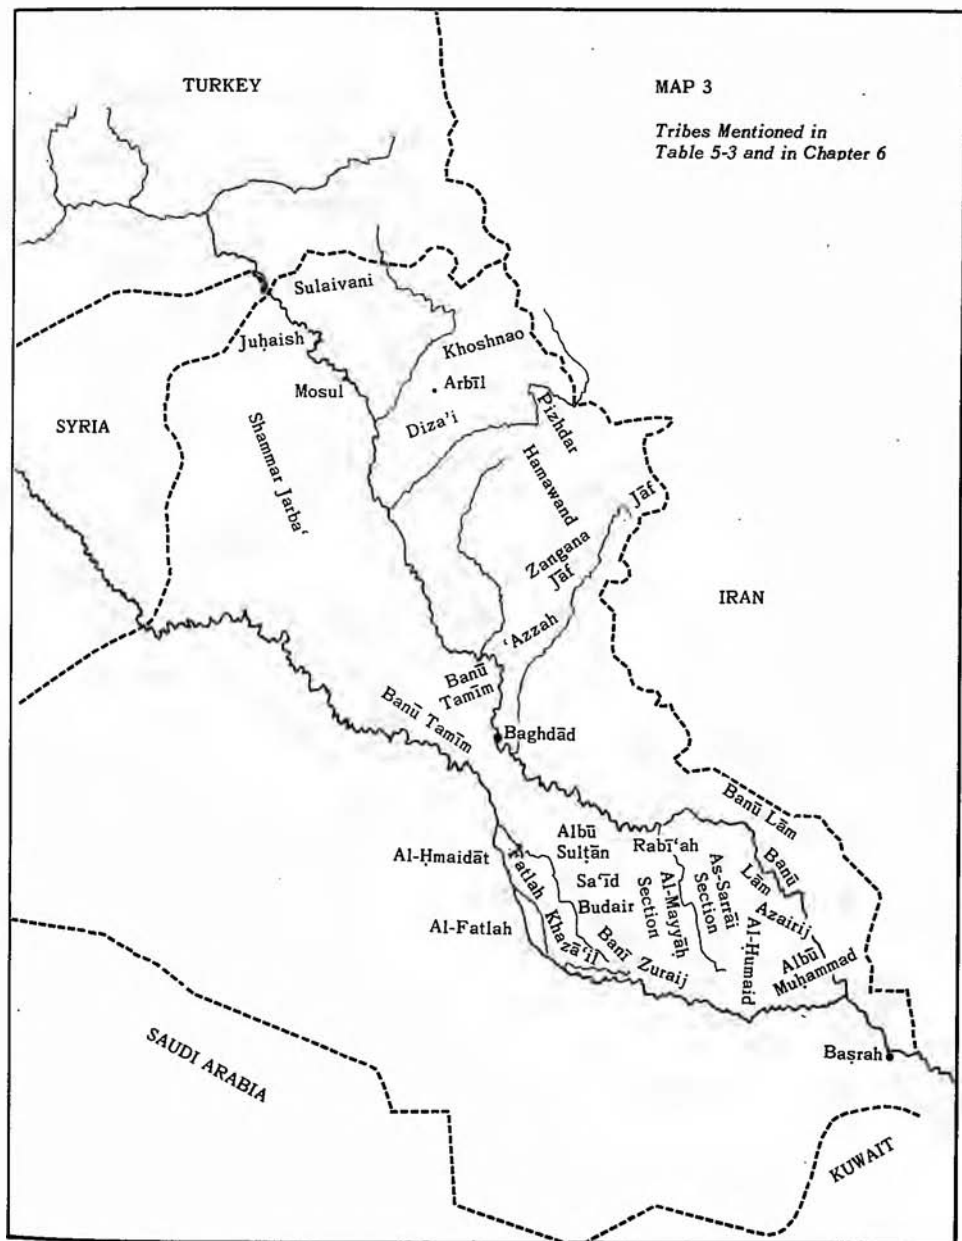 TURKEY
MAP 3
Tribes Mentioned in
Table 5-3 and in Chapter 6
Sulaivani
Juḥaish
Khoshnao
Mosul
Arbīl
SYRIA
Diza'i
Pizhdar
Shammar Jarba‘
Hamawand
Jāf
Zangana
Jāf
IRAN
‘Azzah
Banū
Tamīm
Banū Tamīm
Baghdād
Banū Lām
Albū
Sulṭān
Rabī‘ah
Banū
Lām
Al-Ḥmaidāt
Fatlah
Sa‘īd
Budair
Al-Mayyāḥ
Section
As-Sarrāi
Section
Azairij
Al-Fatlah
Khazā‘il
Banī
Zuraij
Al-Ḥumaid
Albū
Muḥammad
SAUDI ARABIA
Baṣrah
KUWAIT